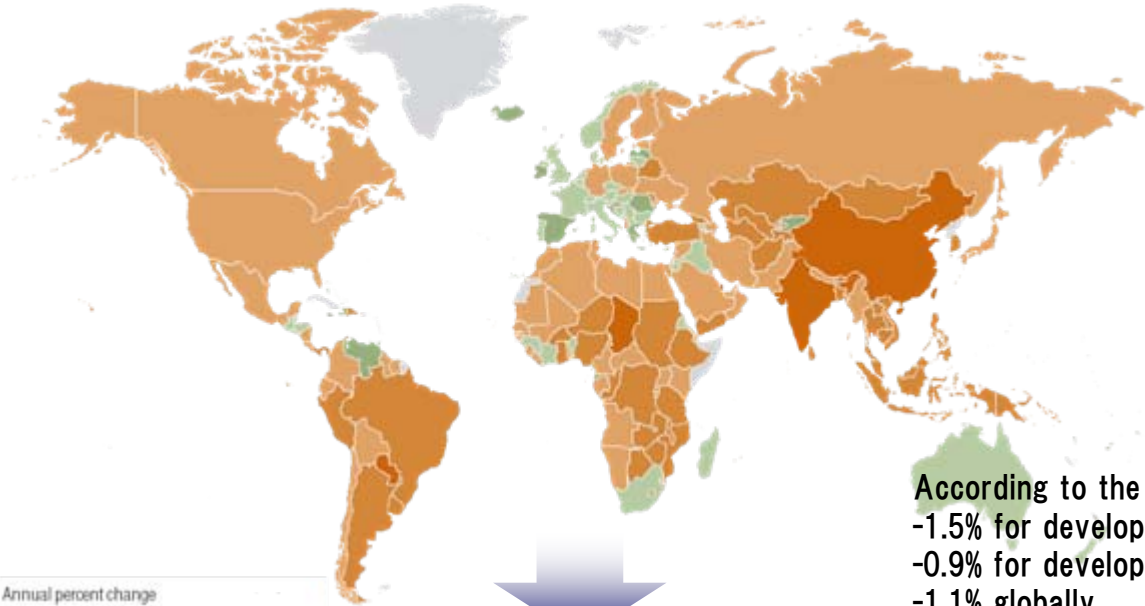 According to the
-1.5% for develop
-0.9% for develop
-1.1% globally
Annual percent change